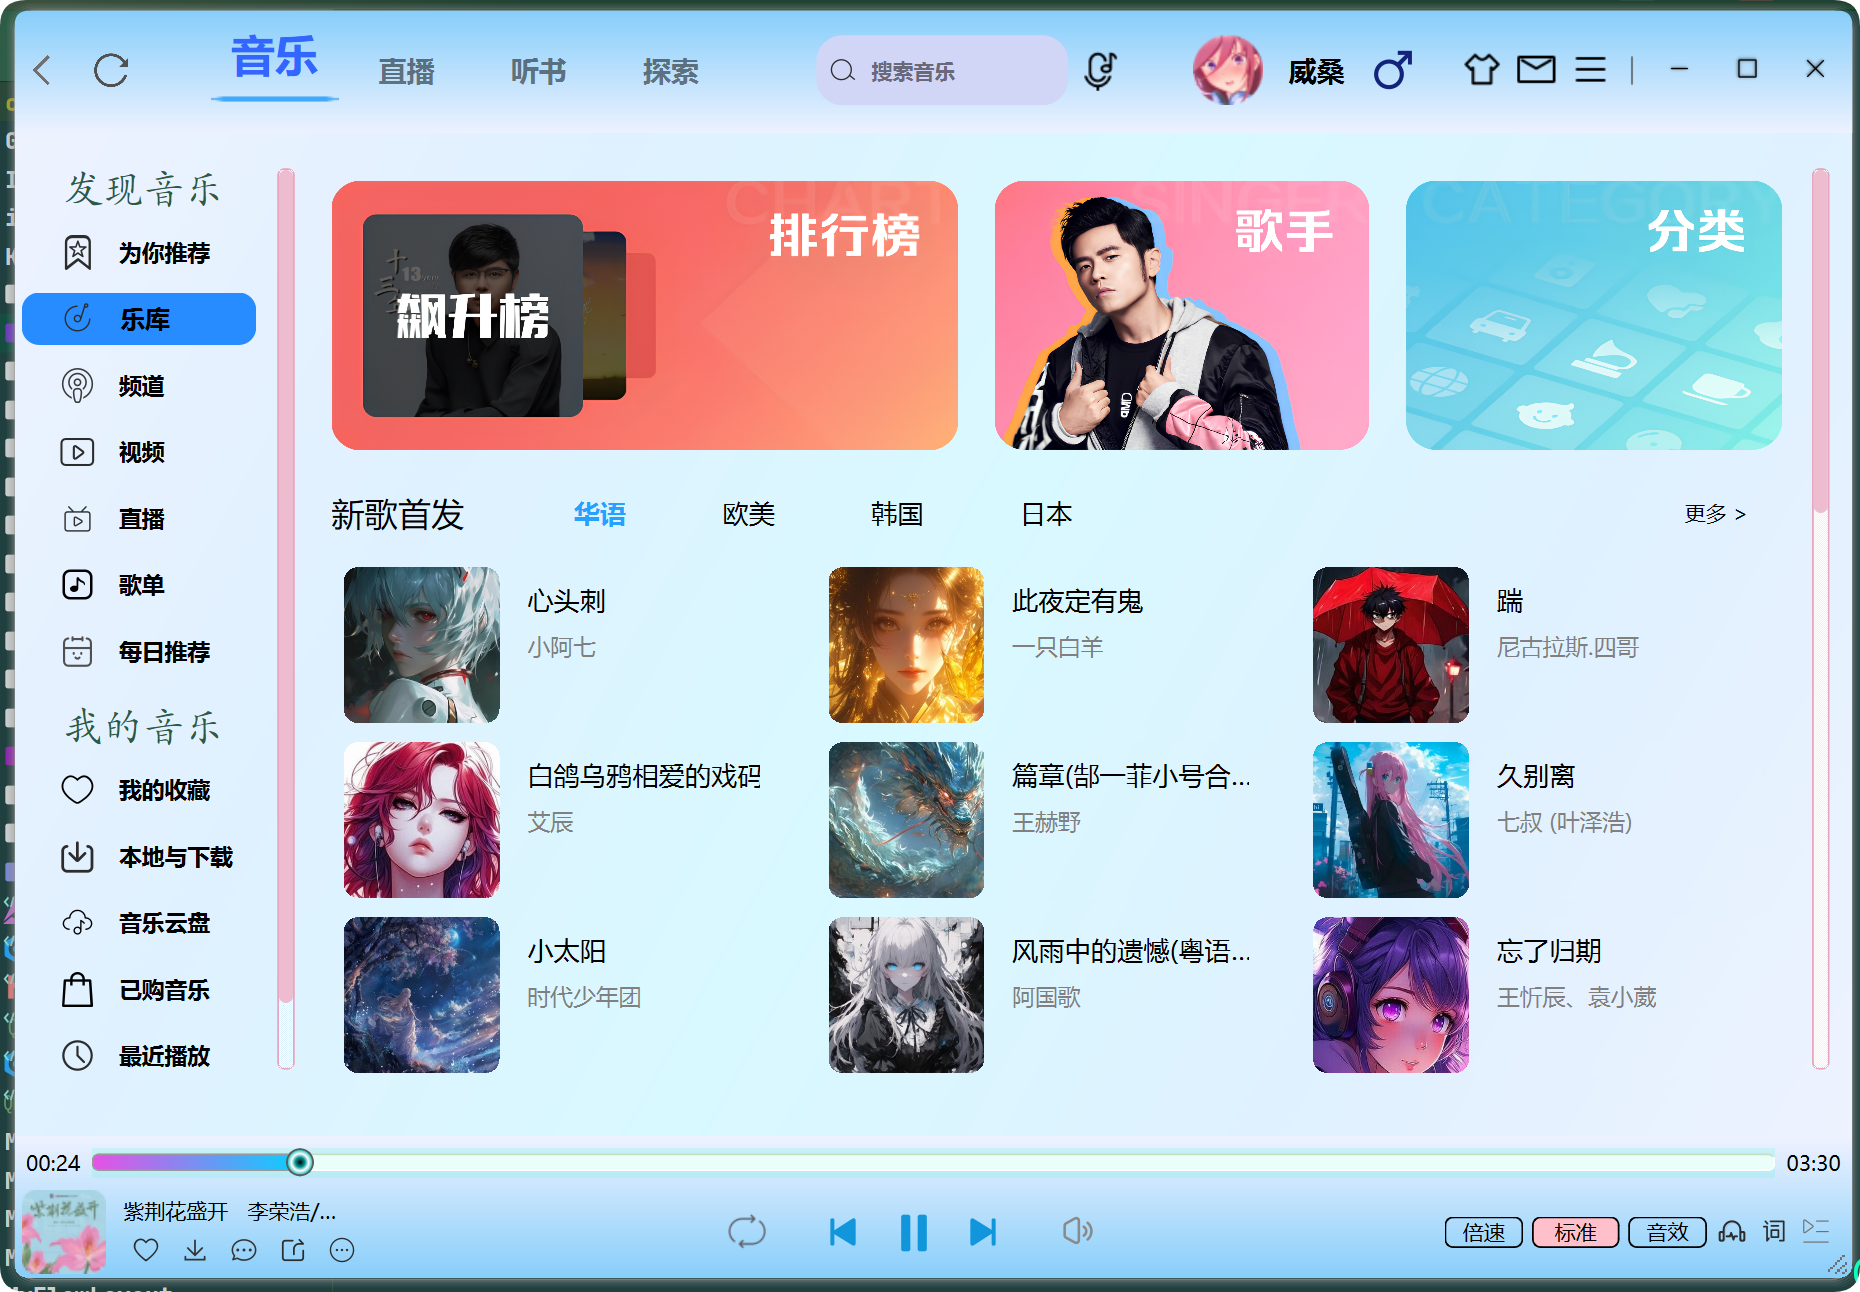 音乐
直播
听书
探索
搜索音乐
威桑
发现音乐
为你推荐
乐库
频道
视频
直播
歌单
每日推荐
我的音乐
我的收藏
本地与下载
音乐云盘
已购音乐
最近播放
CHART
排行榜
十三
13
飙升榜
SINGER
歌手
CATEGORY
分类
新歌首发
华语
欧美
韩国
日本
更多 >
心头刺
小阿七
此夜定有鬼
一只白羊
踹
尼古拉斯.四哥
白鸽乌鸦相爱的戏码
艾辰
篇章(郜一菲小号合...
王赫野
久别离
七叔 (叶泽浩)
小太阳
时代少年团
风雨中的遗憾(粤语...
阿国歌
忘了归期
王忻辰、袁小葳
00:24
03:30
紫荆花盛开
紫荆花盛开 李荣浩/...
倍速
标准
音效
词